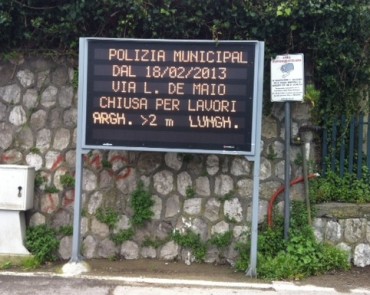 POLIZIA MUNICIPAL
DAL 18/02/2013
VIA L. DE MAIO
CHIUSA PER LAVORI
ARGH. >2 m LUNGH.